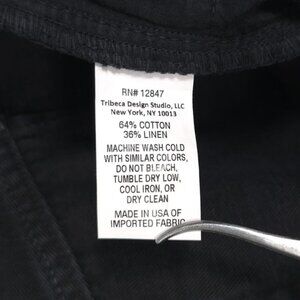 RN# 12847
Tribeca Design Studio, LLC
New York, NY 10013
64% COTTON
36% LINEN
MACHINE WASH COLD
WITH SIMILAR COLORS,
DO NOT BLEACH,
TUMBLE DRY LOW,
COOL IRON, OR
DRY CLEAN
MADE IN USA OF
IMPORTED FABRIC